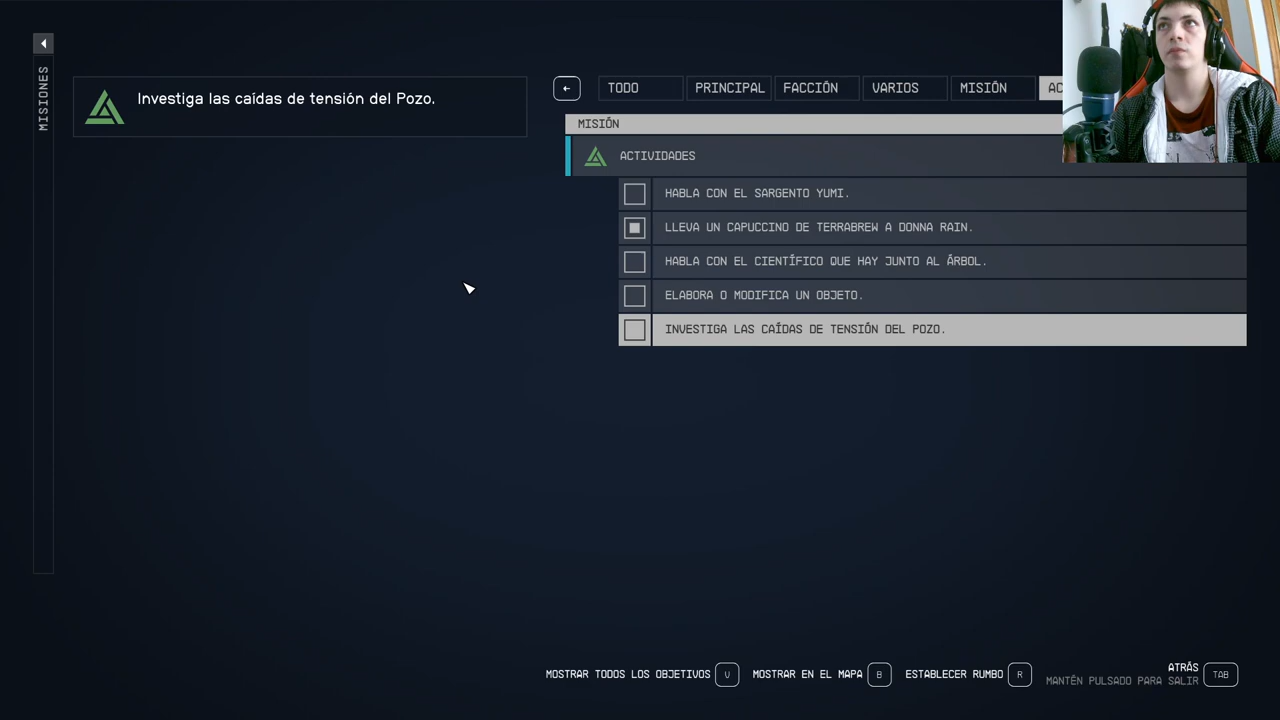 MISIONES
Investiga las caídas de tensión del Pozo.
TODO
PRINCIPAL
FACCIÓN
VARIOS
MISIÓN
AC
MISIÓN
ACTIVIDADES
HABLA CON EL SARGENTO YUMI.
LLEVA UN CAPUCCINO DE TERRABREW A DONNA RAIN.
HABLA CON EL CIENTÍFICO QUE HAY JUNTO AL ÁRBOL.
ELABORA O MODIFICA UN OBJETO.
INVESTIGA LAS CAÍDAS DE TENSIÓN DEL POZO.
MOSTRAR TODOS LOS OBJETIVOS U
MOSTRAR EN EL MAPA B
ESTABLECER RUMBO R
ATRÁS
MANTÉN PULSADO PARA SALIR TAB